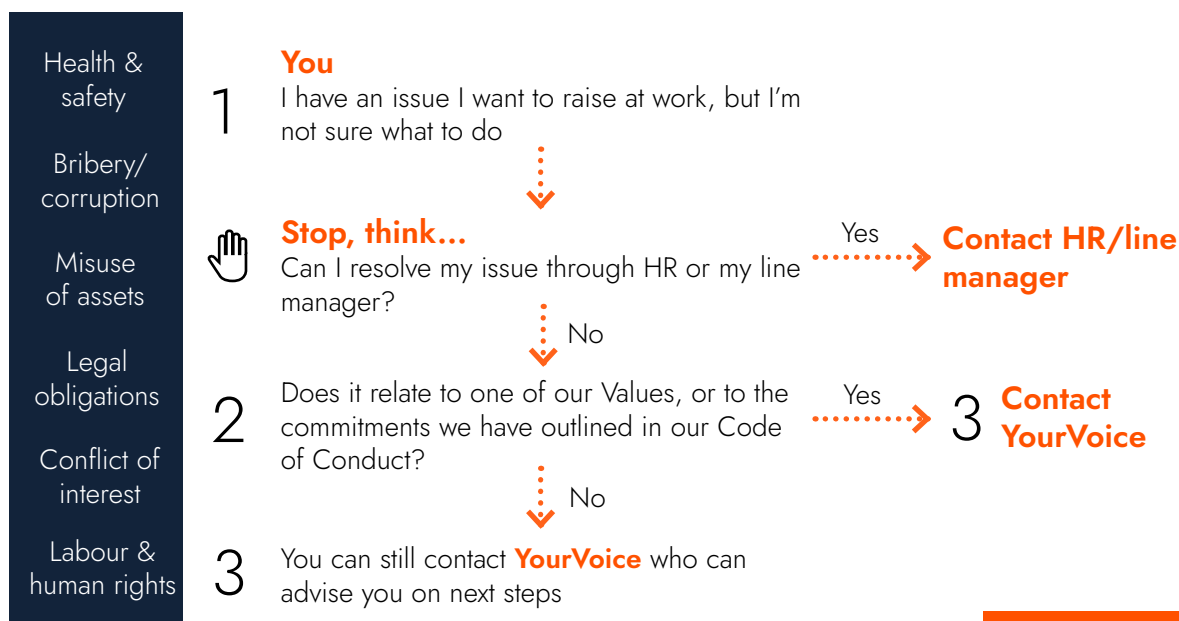 Health &
safety
Bribery/
corruption
Misuse
of assets
Legal
obligations
Conflict of
interest
Labour &
human rights
1
You
I have an issue I want to raise at work, but I'm
not sure what to do
Stop, think...
Can I resolve my issue through HR or my line
manager?
Yes
Contact HR/line
manager
No
2
Does it relate to one of our Values, or to the
commitments we have outlined in our Code
of Conduct?
Yes
3
Contact
YourVoice
No
3
You can still contact YourVoice who can
advise you on next steps